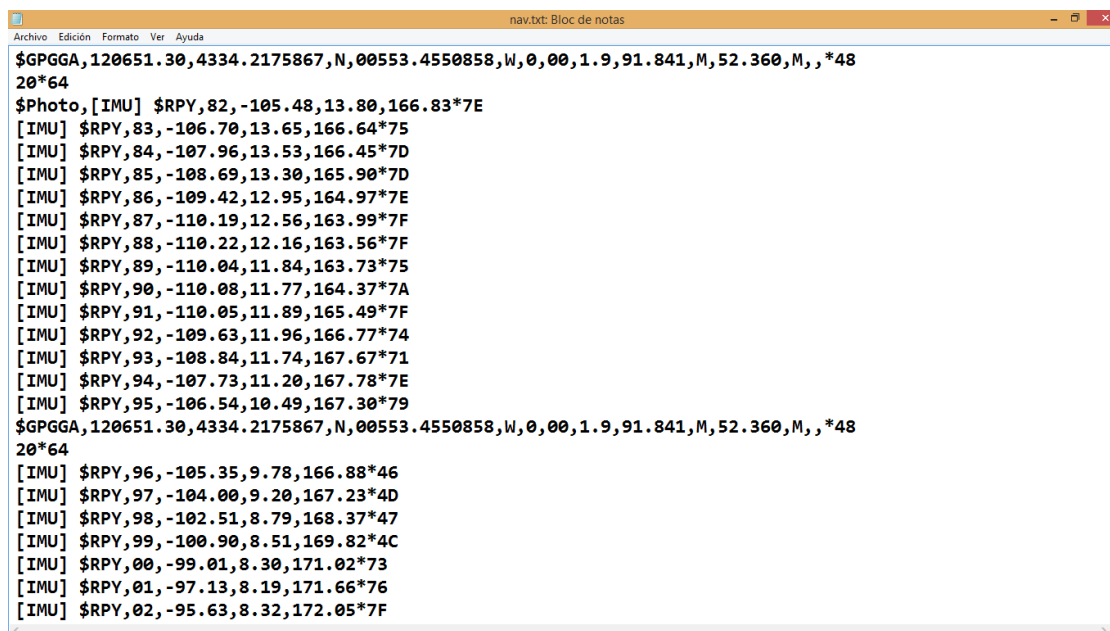 nav.txt: Bloc de notas
Archivo Edición Formato Ver Ayuda
$GPGGA,120651.30,4334.2175867,N,00553.4550858,W,0,00,1.9,91.841,M,52.360,M,,*48
20*64
$Photo,[IMU] $RPY,82,-105.48,13.80,166.83*7E
[IMU] $RPY,83,-106.70,13.65,166.64*75
[IMU] $RPY,84,-107.96,13.53,166.45*7D
[IMU] $RPY,85,-108.69,13.30,165.90*7D
[IMU] $RPY,86,-109.42,12.95,164.97*7E
[IMU] $RPY,87,-110.19,12.56,163.99*7F
[IMU] $RPY,88,-110.22,12.16,163.56*7F
[IMU] $RPY,89,-110.04,11.84,163.73*75
[IMU] $RPY,90,-110.08,11.77,164.37*7A
[IMU] $RPY,91,-110.05,11.89,165.49*7F
[IMU] $RPY,92,-109.63,11.96,166.77*74
[IMU] $RPY,93,-108.84,11.74,167.67*71
[IMU] $RPY,94,-107.73,11.20,167.78*7E
[IMU] $RPY,95,-106.54,10.49,167.30*79
$GPGGA,120651.30,4334.2175867,N,00553.4550858,W,0,00,1.9,91.841,M,52.360,M,,*48
20*64
[IMU] $RPY,96,-105.35,9.78,166.88*46
[IMU] $RPY,97,-104.00,9.20,167.23*4D
[IMU] $RPY,98,-102.51,8.79,168.37*47
[IMU] $RPY,99,-100.90,8.51,169.82*4C
[IMU] $RPY,00,-99.01,8.30,171.02*73
[IMU] $RPY,01,-97.13,8.19,171.66*76
[IMU] $RPY,02,-95.63,8.32,172.05*7F